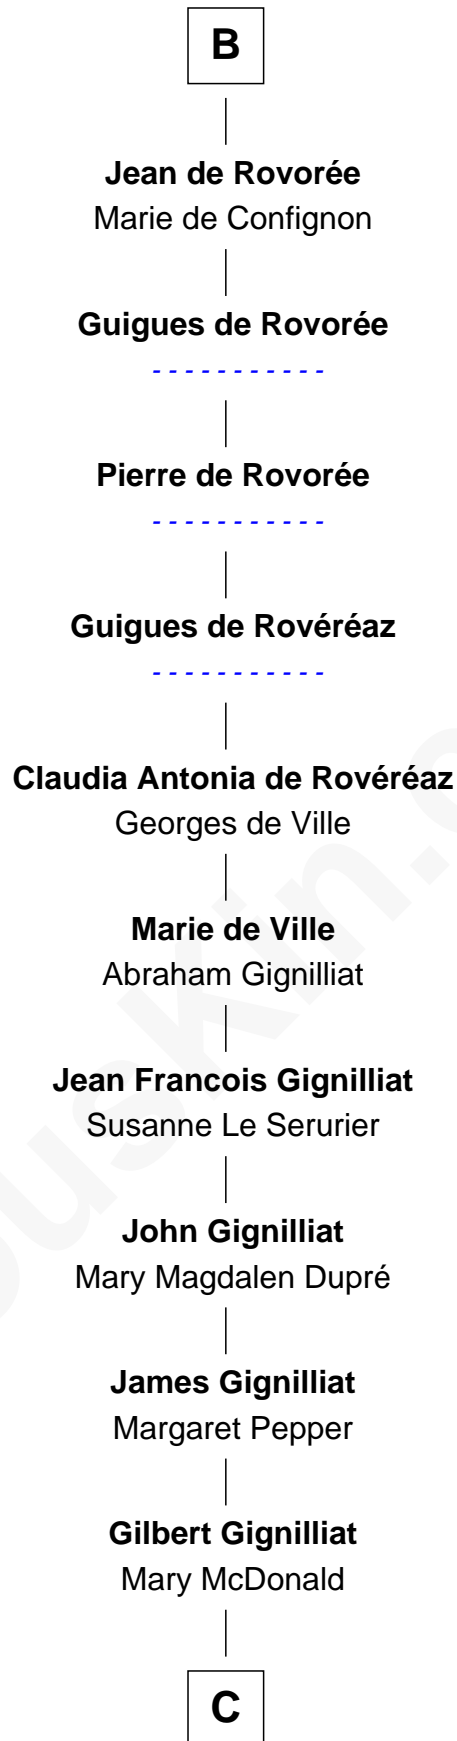 B
Jean de Rovorée
Marie de Confignon
Guigues de Rovorée
- - - - - - - - - - -
Pierre de Rovorée
- - - - - - - - - - -
Guigues de Rovéréaz
- - - - - - - - - - -
Claudia Antonia de Rovéréaz
Georges de Ville
Marie de Ville
Abraham Gignilliat
Jean Francois Gignilliat
Susanne Le Serurier
John Gignilliat
Mary Magdalen Dupré
James Gignilliat
Margaret Pepper
Gilbert Gignilliat
Mary McDonald
C